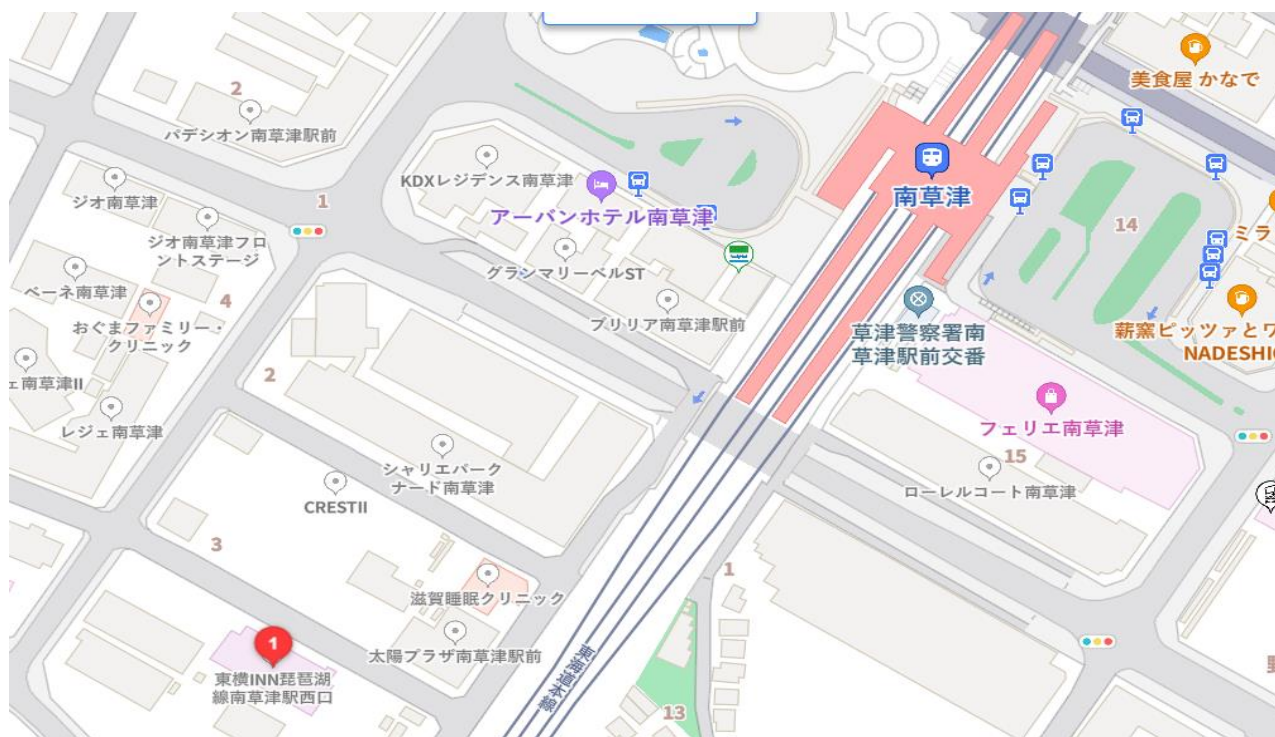 美食屋 かなで
2
パデシオン南草津駅前
KDXレジデンス南草津
アーバンホテル南草津
南草津
ジオ南草津
1
14
ミラ
ジオ南草津フロ
ントステージ
グランマリーベルST
ベーネ南草津
4
おぐまファミリー・
クリニック
ブリリア南草津駅前
草津警察署南
草津駅前交番
薪窯ピッツァとワ
NADESHIC
ェ南草津II
2
レジェ南草津
フェリエ南草津
15
シャリエパーク
ナード南草津
ローレルコート南草津
CRESTII
3
1
滋賀睡眠クリニック
太陽プラザ南草津駅前
1
東横INN琵琶湖
線南草津駅西口
東海道本線
13
野